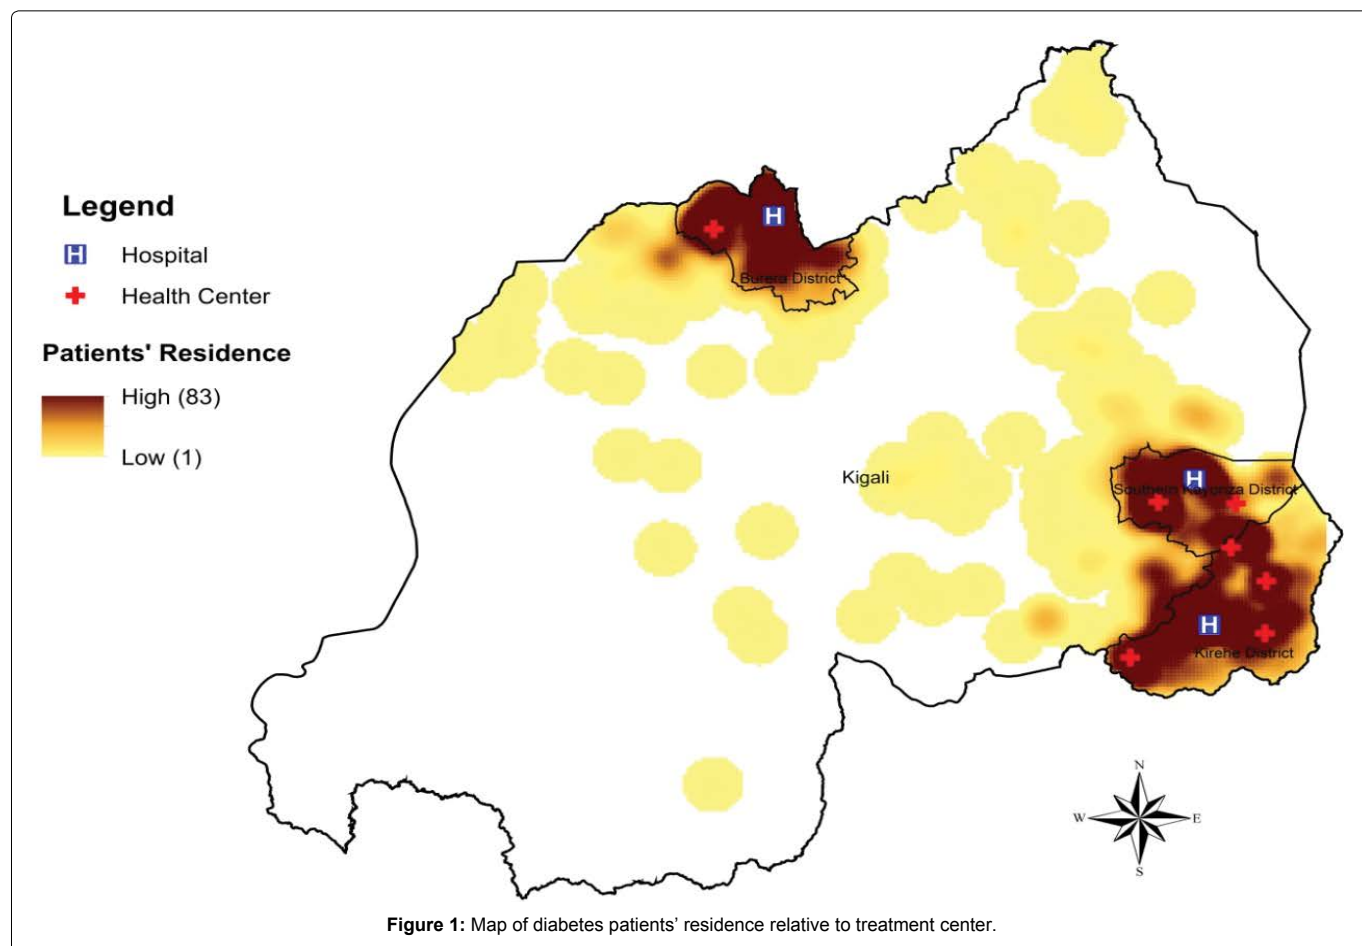 Legend
H Hospital
Health Center
Patients' Residence
High (83)
Low (1)
H
Burera District
Kigali
H
Southern Kayonza District
H
Kirehe District
N
W E
S
Figure 1: Map of diabetes patients’ residence relative to treatment center.